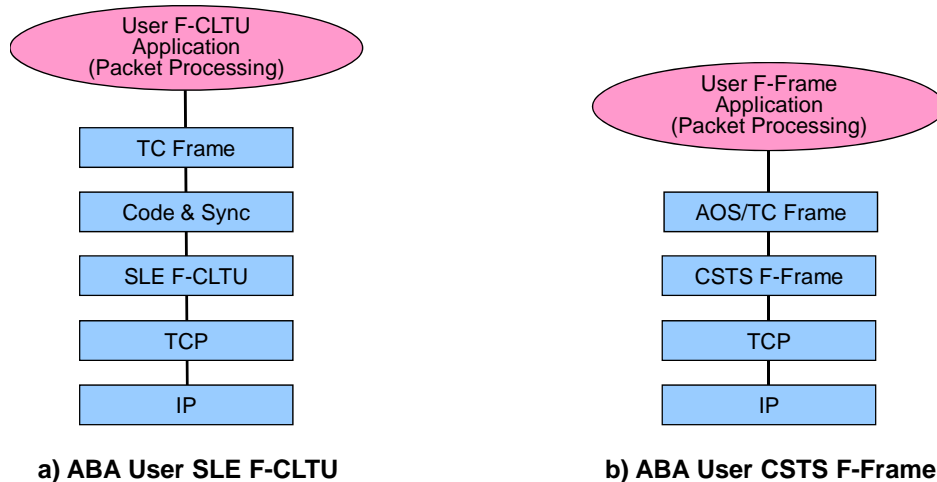 User F-CLTU
Application
(Packet Processing)
TC Frame
Code & Sync
SLE F-CLTU
TCP
IP
a) ABA User SLE F-CLTU
User F-Frame
Application
(Packet Processing)
AOS/TC Frame
CSTS F-Frame
TCP
IP
b) ABA User CSTS F-Frame